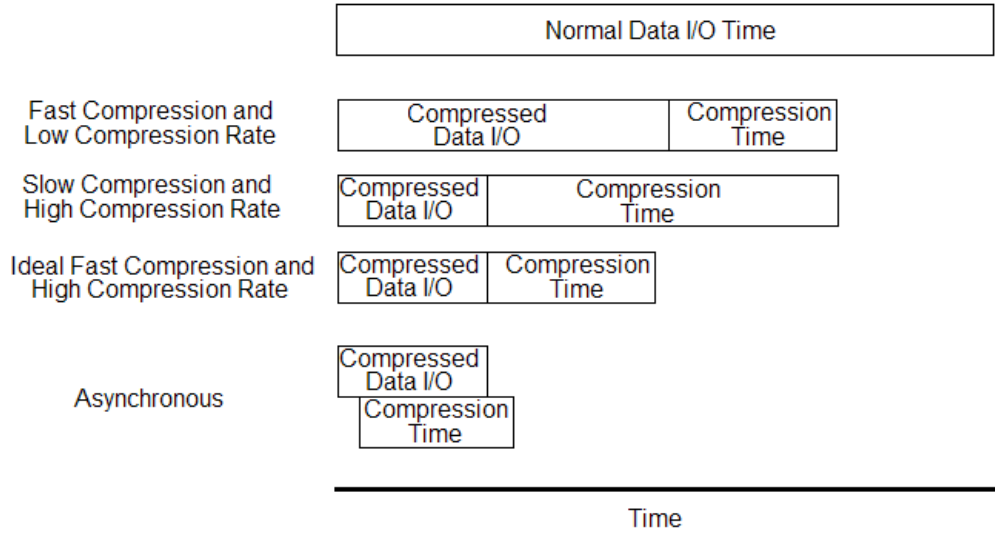 Normal Data I/O Time
Fast Compression and
Low Compression Rate
Compressed
Data I/O
Compression
Time
Slow Compression and
High Compression Rate
Compressed
Data I/O
Compression
Time
Ideal Fast Compression and
High Compression Rate
Compressed
Data I/O
Compression
Time
Asynchronous
Compressed
Data I/O
Compression
Time
Time